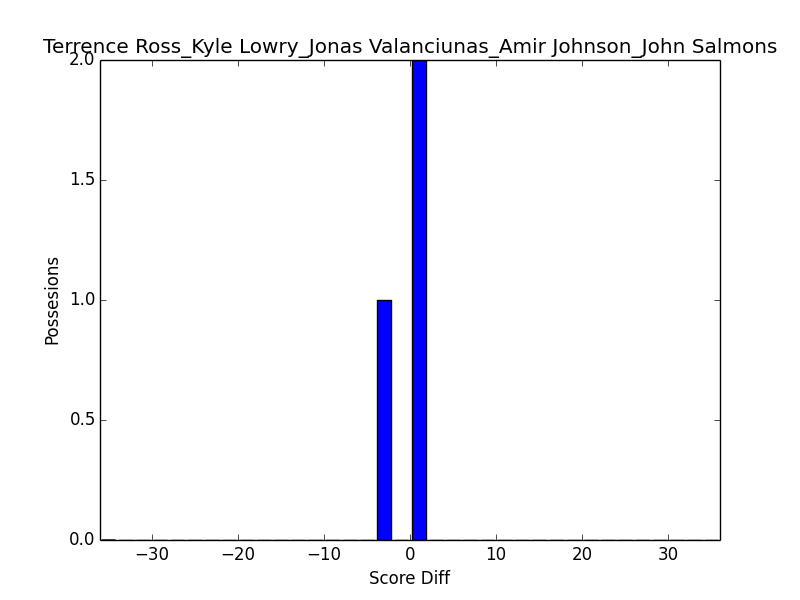 Terrence Ross_Kyle Lowry_Jonas Valanciunas_Amir Johnson_John Salmons
2.0
1.5
1.0
0.5
0.0
Possesions
−30 −20 −10 0 10 20 30
Score Diff